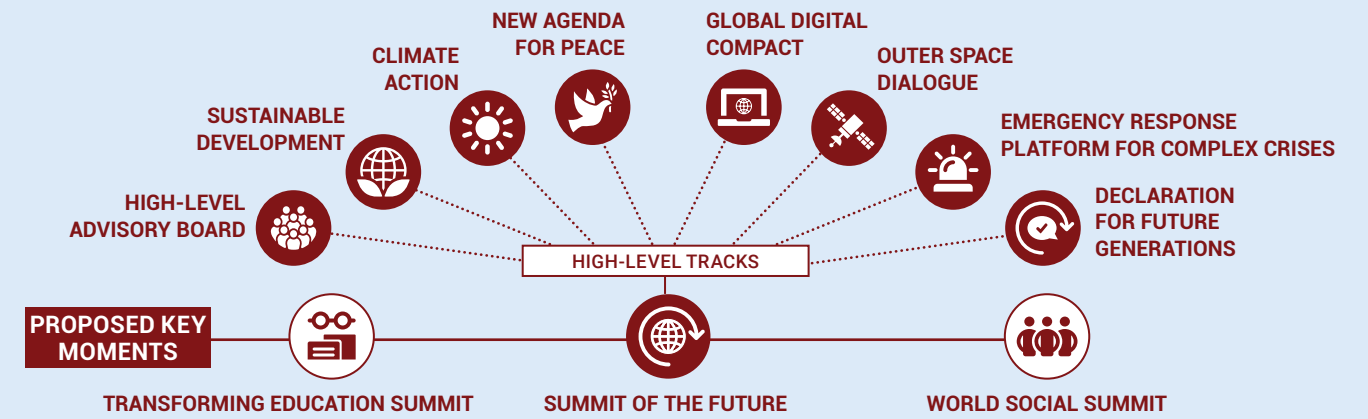 NEW AGENDA
FOR PEACE
GLOBAL DIGITAL
COMPACT
CLIMATE
ACTION
OUTER SPACE
DIALOGUE
SUSTAINABLE
DEVELOPMENT
EMERGENCY RESPONSE
PLATFORM FOR COMPLEX CRISES
HIGH-LEVEL
ADVISORY BOARD
DECLARATION
FOR FUTURE
GENERATIONS
HIGH-LEVEL TRACKS
PROPOSED KEY
MOMENTS
TRANSFORMING EDUCATION SUMMIT
SUMMIT OF THE FUTURE
WORLD SOCIAL SUMMIT